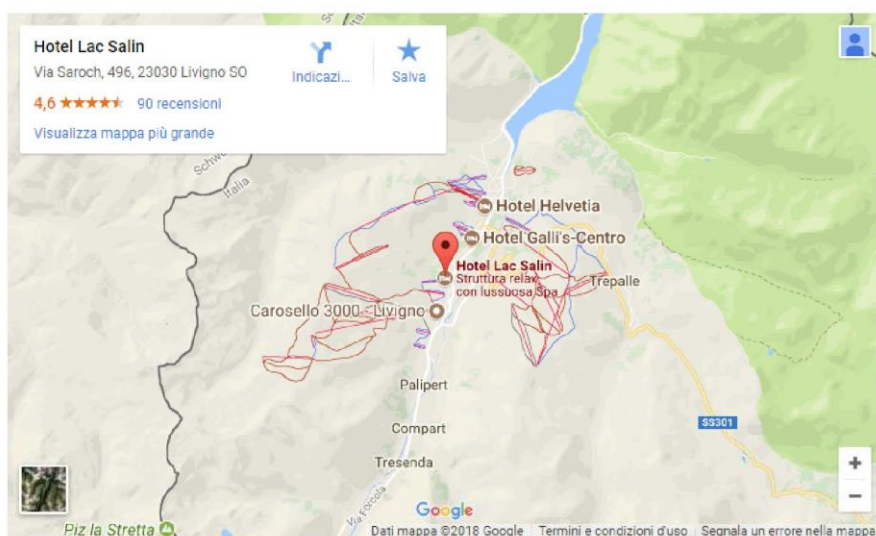 Hotel Lac Salin
Via Saroch, 496, 23030 Livigno SO
4,6
90 recensioni
Visualizza mappa più grande
Indicazi...
Salva
Italia
Hotel Helvetia
Hotel Galli's-Centro
Hotel Lac Salin
Struttura relax
con lussuosa Spa
Trepalle
Carosello 3000 - Livigno
Palipert
Compart
SS301
Tresenda
Via Forcola
Google
Piz la Stretta
Dati mappa ©2018 Google
Termini e condizioni d'uso
Segnala un errore nella mappa